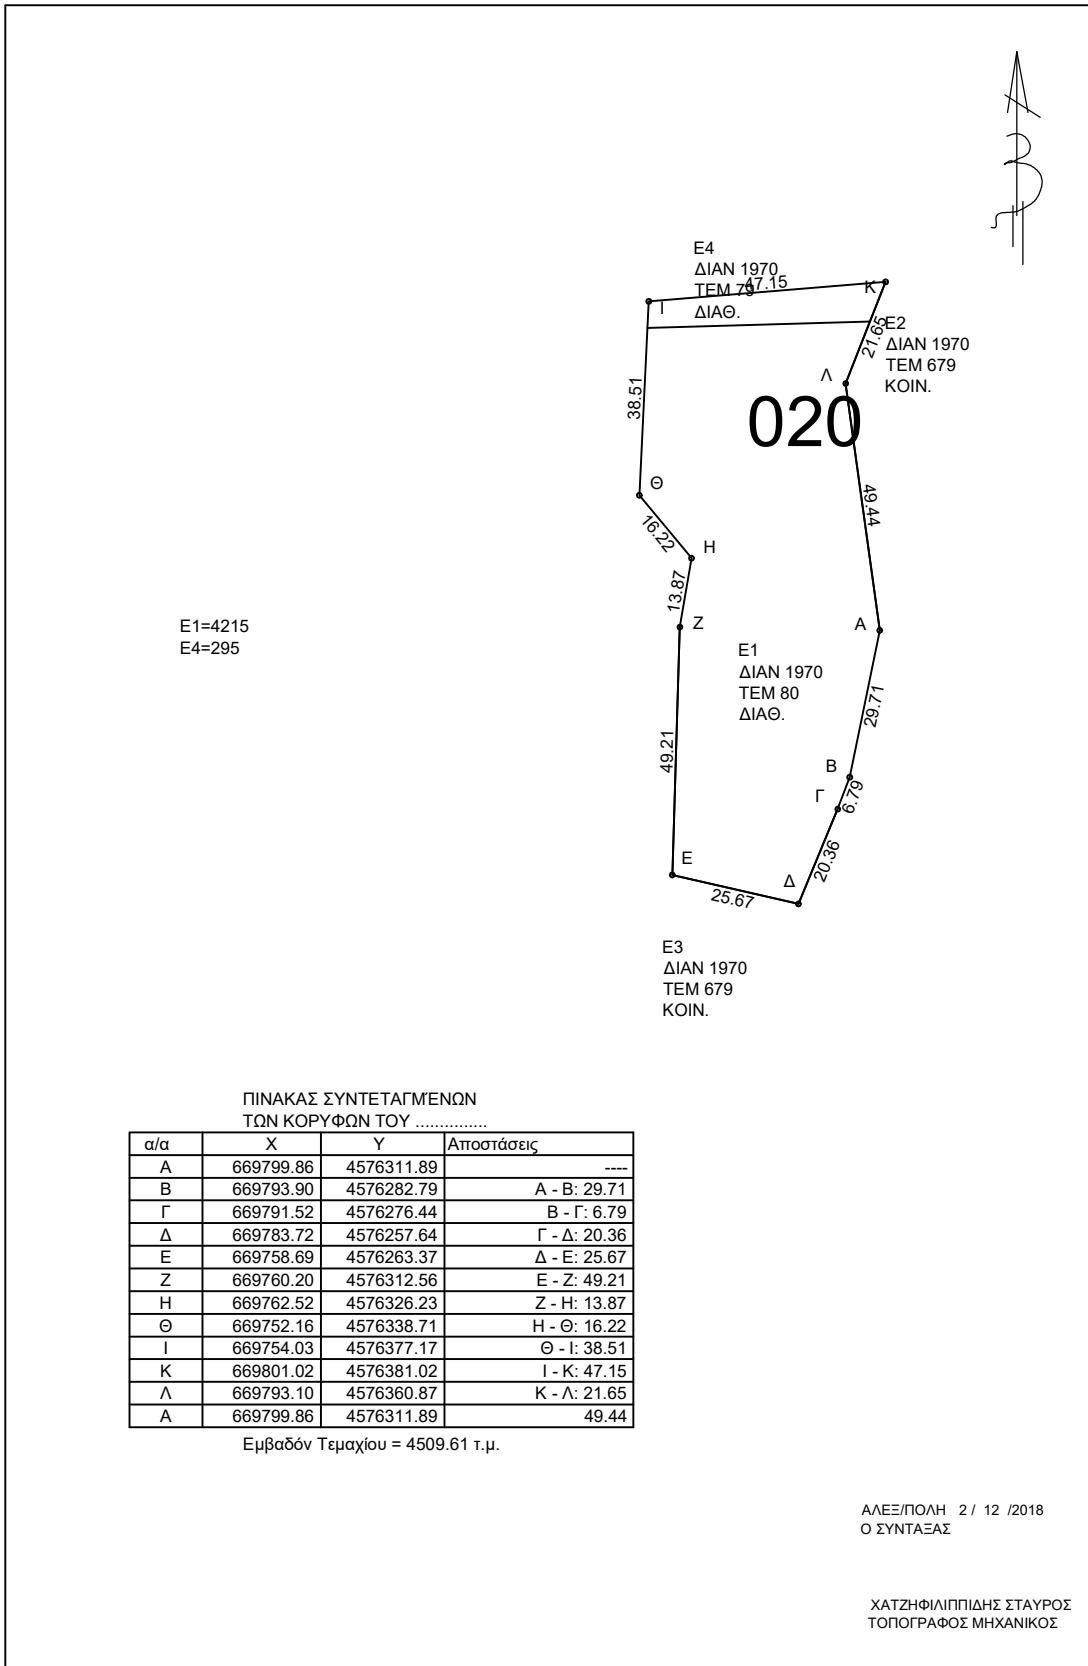 Ε4
ΔΙΑΝ 1970
ΤΕΜ 79
ΔΙΑΘ.
47.15
Κ
Ι
Ε2
ΔΙΑΝ 1970
ΤΕΜ 679
ΚΟΙΝ.
21.65
Λ
38.51
020
Θ
49.44
16.22
Η
13.87
Ζ
Α
Ε1=4215
Ε4=295
Ε1
ΔΙΑΝ 1970
ΤΕΜ 80
ΔΙΑΘ.
29.71
49.21
Β
Γ
6.79
20.36
Ε
Δ
25.67
Ε3
ΔΙΑΝ 1970
ΤΕΜ 679
ΚΟΙΝ.
ΠΙΝΑΚΑΣ ΣΥΝΤΕΤΑΓΜΈΝΩΝ
ΤΩΝ ΚΟΡΥΦΩΝ ΤΟΥ ...............
α/α Χ Υ Αποστάσεις
Α 669799.86 4576311.89 ----
Β 669793.90 4576282.79 Α - Β: 29.71
Γ 669791.52 4576276.44 Β - Γ: 6.79
Δ 669783.72 4576257.64 Γ - Δ: 20.36
Ε 669758.69 4576263.37 Δ - Ε: 25.67
Ζ 669760.20 4576312.56 Ε - Ζ: 49.21
Η 669762.52 4576326.23 Ζ - Η: 13.87
Θ 669752.16 4576338.71 Η - Θ: 16.22
Ι 669754.03 4576377.17 Θ - Ι: 38.51
Κ 669801.02 4576381.02 Ι - Κ: 47.15
Λ 669793.10 4576360.87 Κ - Λ: 21.65
Α 669799.86 4576311.89 49.44
Εμβαδόν Τεμαχίου = 4509.61 τ.μ.
ΑΛΕΞ/ΠΟΛΗ 2 / 12 /2018
Ο ΣΥΝΤΑΞΑΣ
ΧΑΤΖΗΦΙΛΙΠΠΙΔΗΣ ΣΤΑΥΡΟΣ
ΤΟΠΟΓΡΑΦΟΣ ΜΗΧΑΝΙΚΟΣ